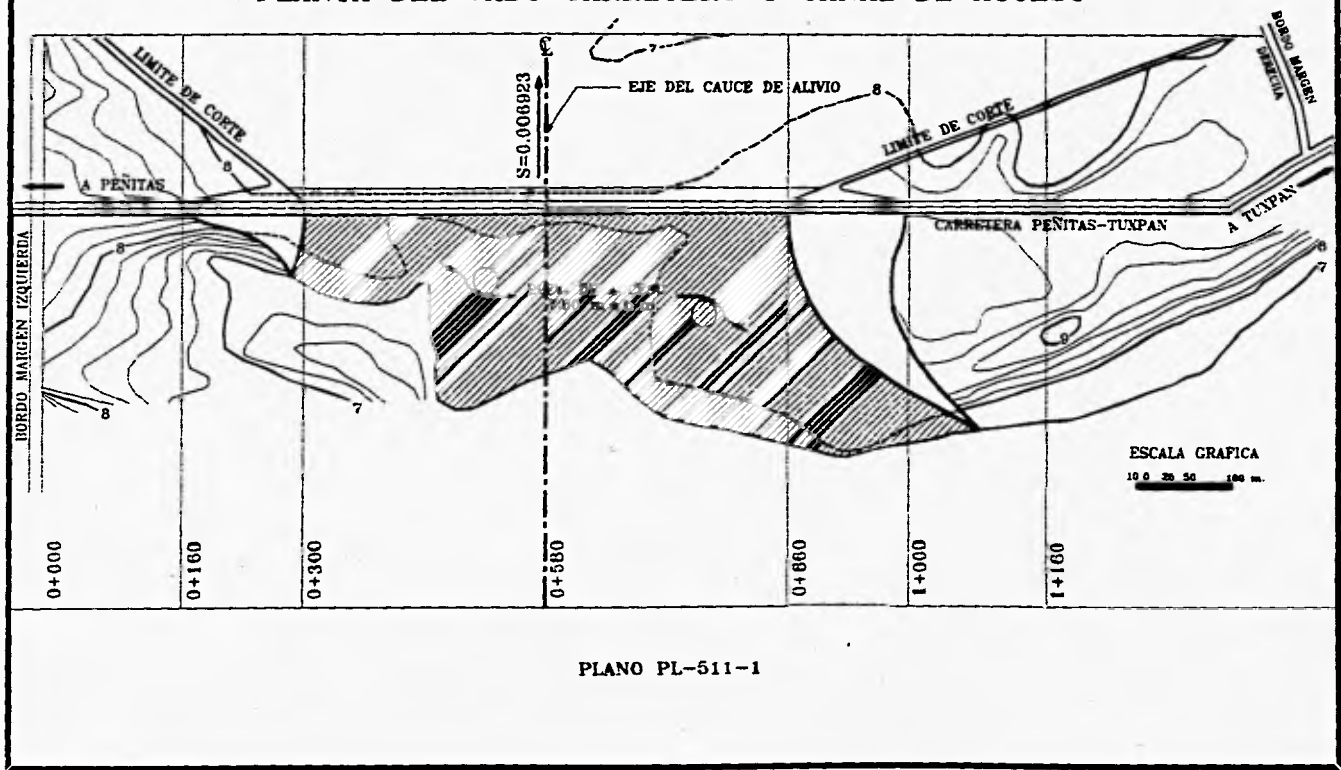 7
℄
8
LIMITE DE CORTE
S=0.006923
EJE DEL CAUCE DE ALIVIO
LIMITE DE CORTE
BORDO MARGEN
DERECHA
8
A PEÑITAS
A TUXPAN
CARRETERA PEÑITAS-TUXPAN
BORDO MARGEN IZQUIERDA
8
8
7
9
7
8
ESCALA GRAFICA
100 m.
0+000
0+160
0+300
0+580
0+860
1+000
1+160
PLANO PL-511-1